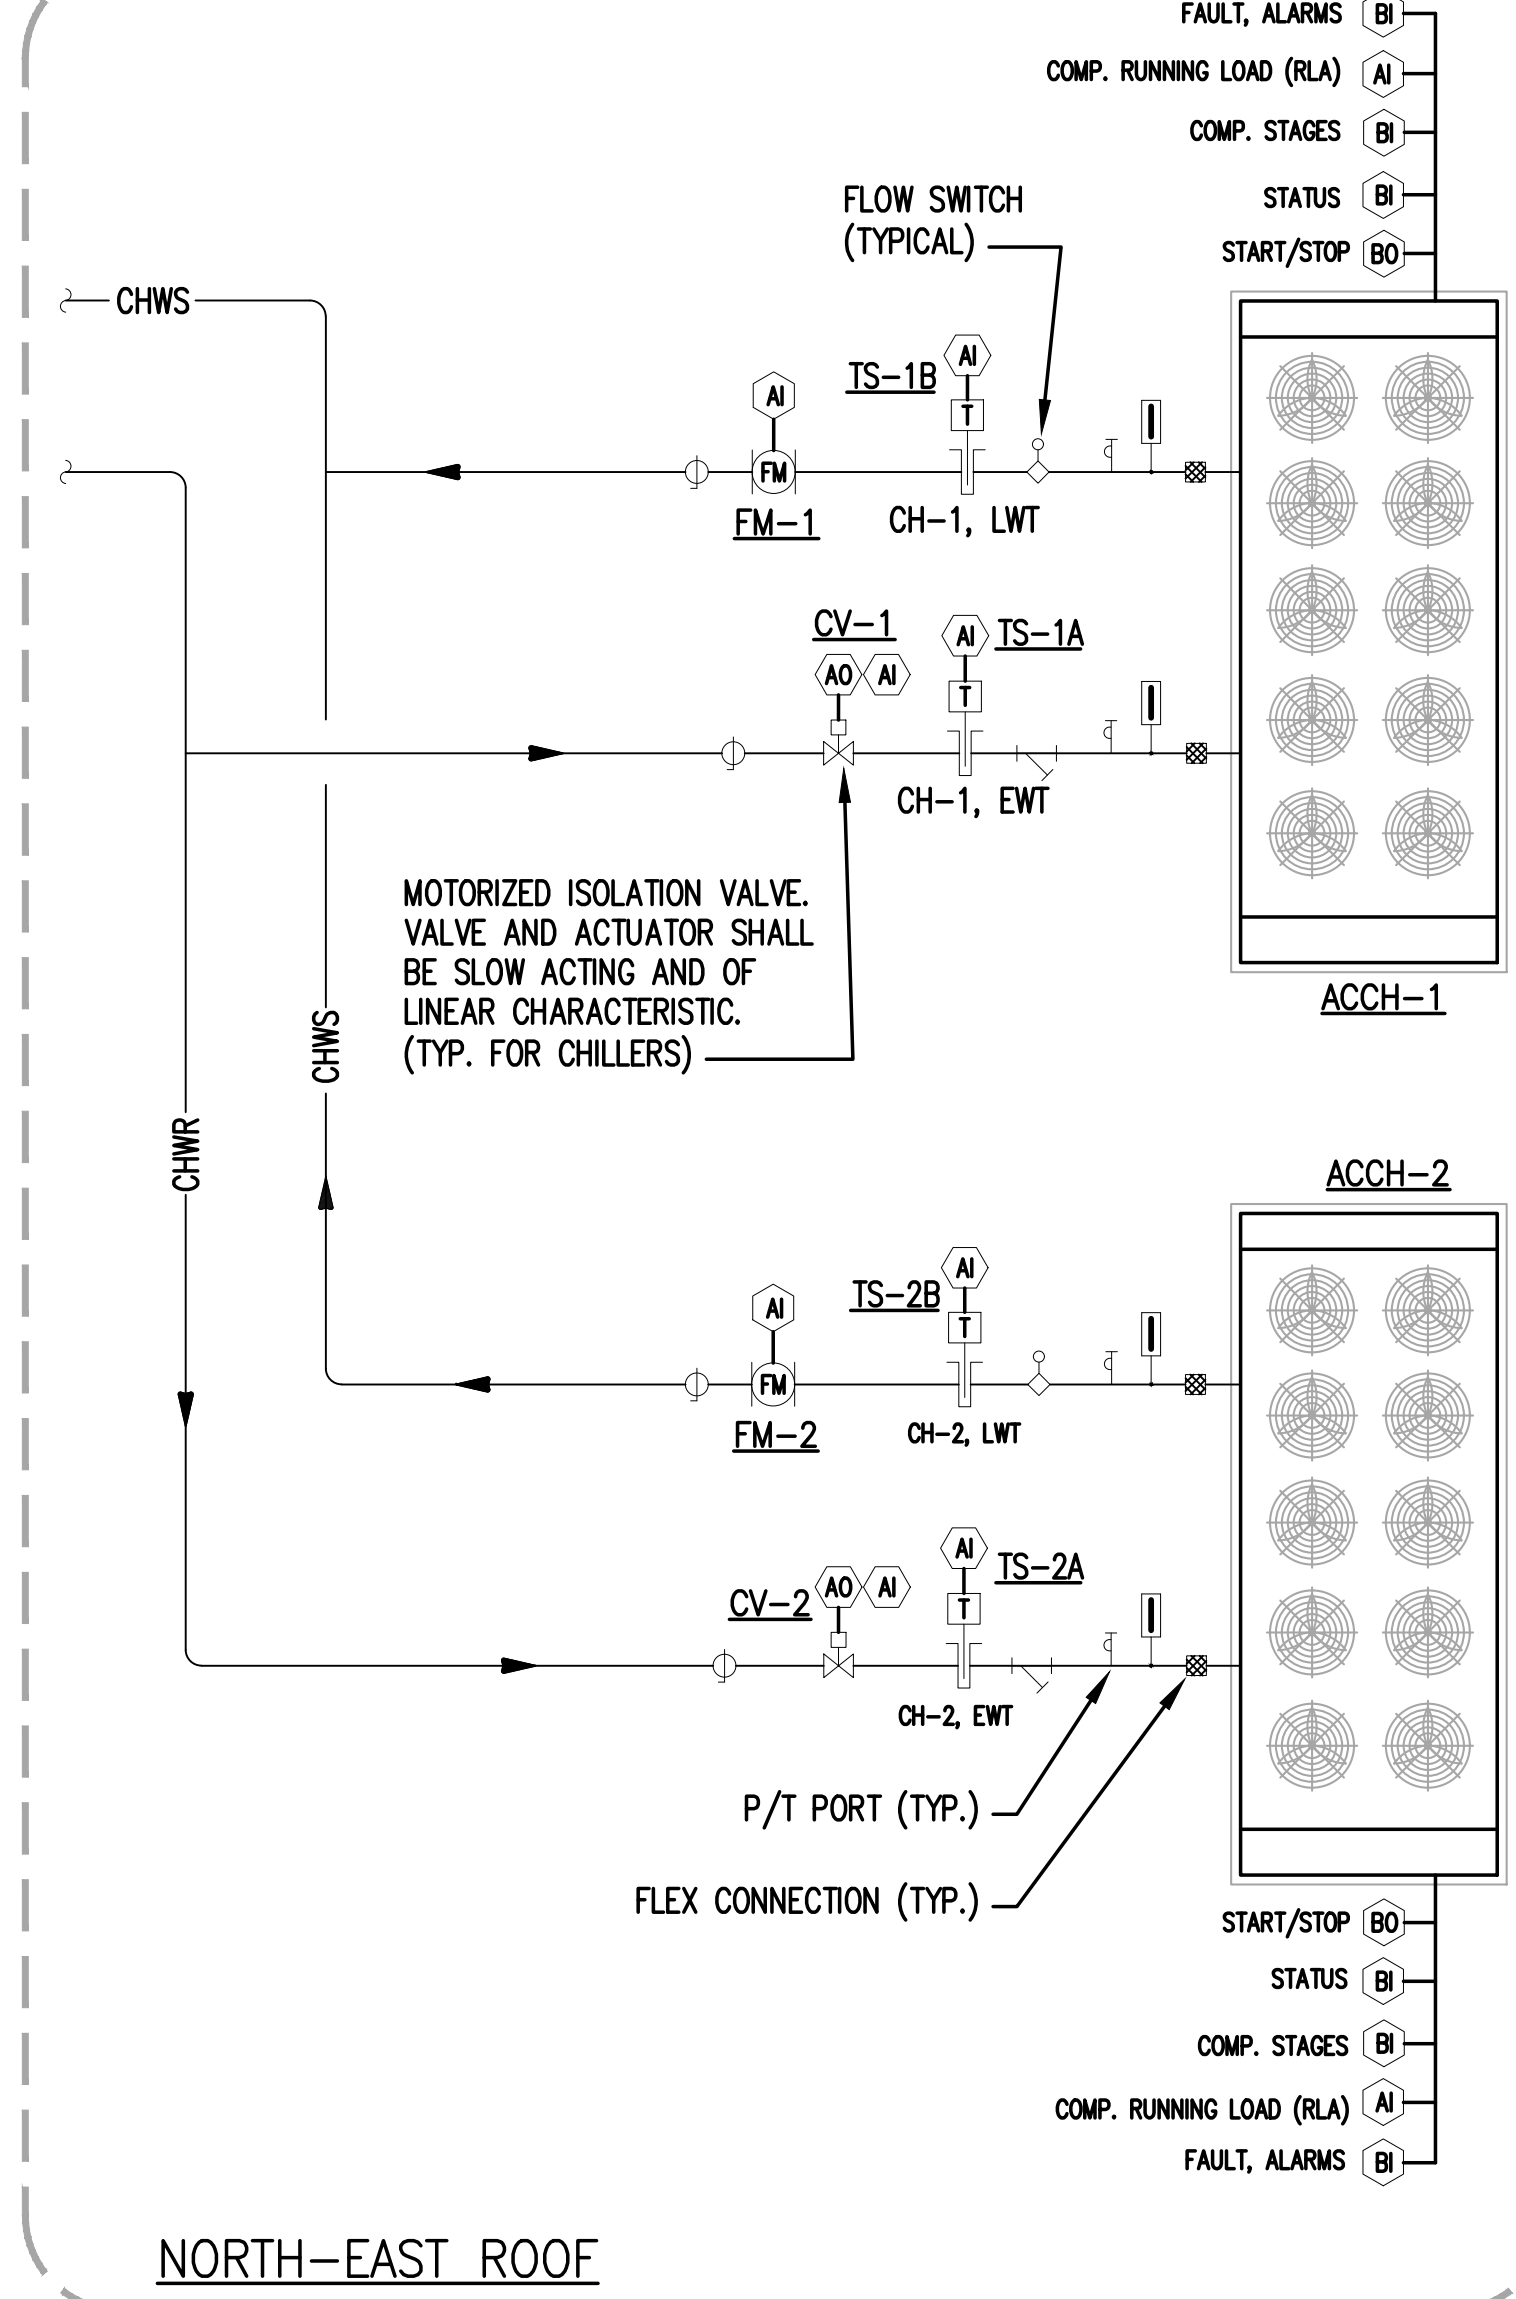 FAULT, ALARMS BI
COMP. RUNNING LOAD (RLA) AI
COMP. STAGES BI
STATUS BI
START/STOP BO
FLOW SWITCH
(TYPICAL)
CHWS
TS-1B
AI
T
AI
FM
FM-1
CH-1, LWT
CV-1
AO AI
AI
TS-1A
T
CH-1, EWT
MOTORIZED ISOLATION VALVE.
VALVE AND ACTUATOR SHALL
BE SLOW ACTING AND OF
LINEAR CHARACTERISTIC.
(TYP. FOR CHILLERS)
ACCH-1
CHWS
CHWR
ACCH-2
TS-2B
AI
T
AI
FM
FM-2
CH-2, LWT
CV-2
AO AI
AI
TS-2A
T
CH-2, EWT
P/T PORT (TYP.)
FLEX CONNECTION (TYP.)
START/STOP BO
STATUS BI
COMP. STAGES BI
COMP. RUNNING LOAD (RLA) AI
FAULT, ALARMS BI
NORTH-EAST ROOF